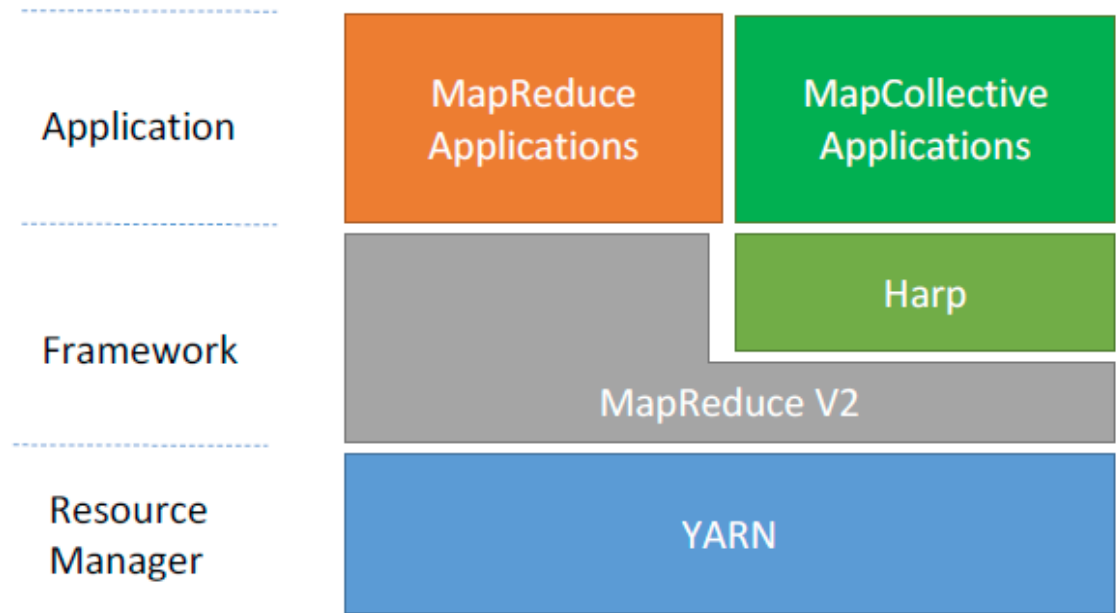 Application
MapReduce
Applications
MapCollective
Applications
Framework
Harp
MapReduce V2
Resource
Manager
YARN